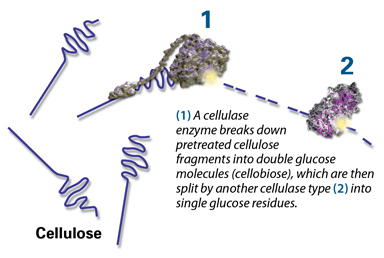 1
2
(1) A cellulase
enzyme breaks down
pretreated cellulose
fragments into double glucose
molecules (cellobiose), which are then
split by another cellulase type (2) into
single glucose residues.
Cellulose